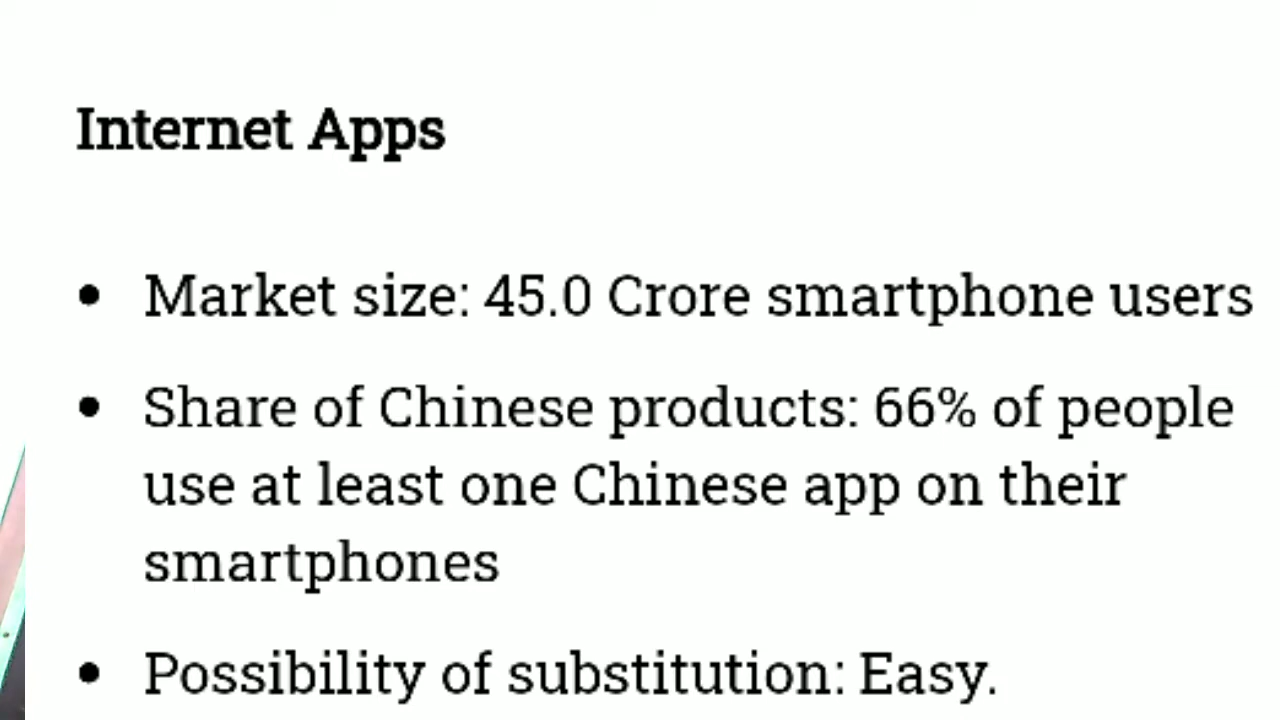 Internet Apps
• Market size: 45.0 Crore smartphone users
• Share of Chinese products: 66% of people
use at least one Chinese app on their
smartphones
• Possibility of substitution: Easy.